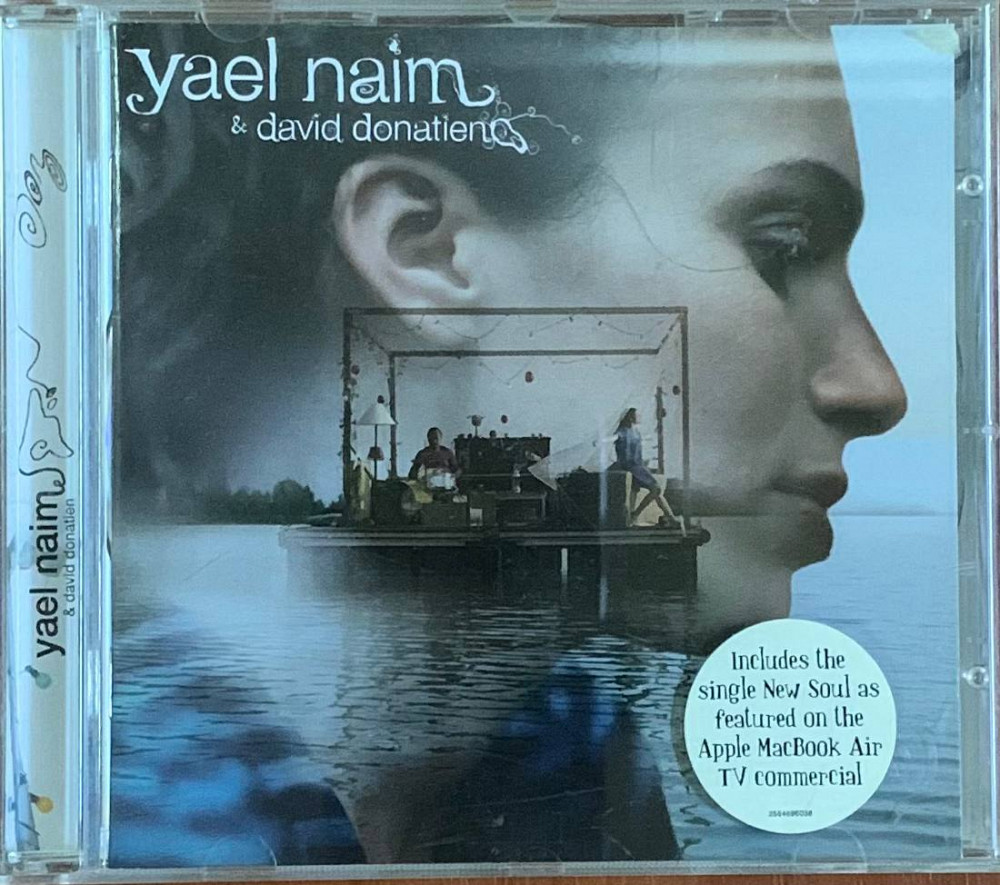 yael naim
& david donatien
yael naim
& david donatien
Includes the
single New Soul as
featured on the
Apple MacBook Air
TV commercial